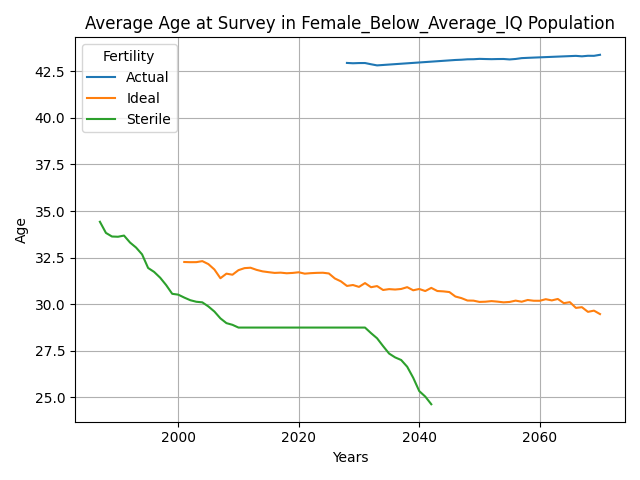 Average Age at Survey in Female_Below_Average_IQ Population
Fertility
Actual
Ideal
Sterile
Age
42.5
40.0
37.5
35.0
32.5
30.0
27.5
25.0
2000
2020
2040
2060
Years